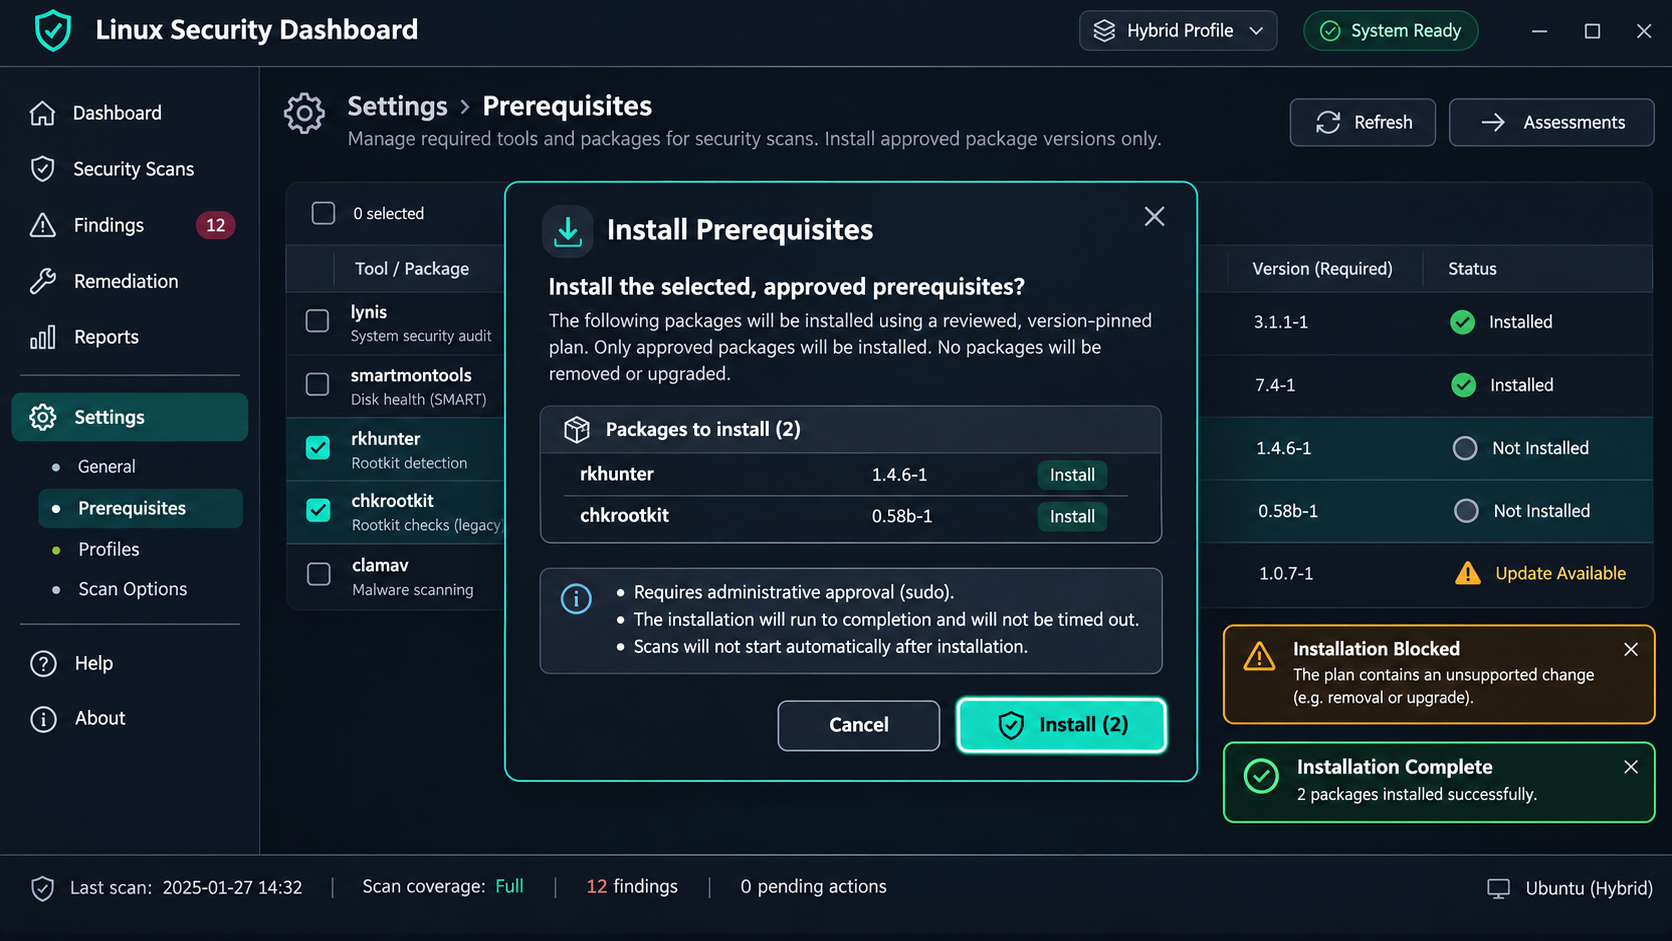 Linux Security Dashboard
Hybrid Profile
System Ready
Dashboard
Security Scans
Findings 12
Remediation
Reports
Settings
General
Prerequisites
Profiles
Scan Options
Help
About
Settings > Prerequisites
Manage required tools and packages for security scans. Install approved package versions only.
Refresh
Assessments
0 selected
Tool / Package
Version (Required)
Status
lynis
System security audit
3.1.1-1
Installed
smartmontools
Disk health (SMART)
7.4-1
Installed
rkhunter
Rootkit detection
1.4.6-1
Not Installed
chkrootkit
Rootkit checks (legacy)
0.58b-1
Not Installed
clamav
Malware scanning
1.0.7-1
Update Available
Install Prerequisites
Install the selected, approved prerequisites?
The following packages will be installed using a reviewed, version-pinned
plan. Only approved packages will be installed. No packages will be
removed or upgraded.
Packages to install (2)
rkhunter 1.4.6-1 Install
chkrootkit 0.58b-1 Install
• Requires administrative approval (sudo).
• The installation will run to completion and will not be timed out.
• Scans will not start automatically after installation.
Cancel
Install (2)
Installation Blocked
The plan contains an unsupported change
(e.g. removal or upgrade).
Installation Complete
2 packages installed successfully.
Last scan: 2025-01-27 14:32 | Scan coverage: Full | 12 findings | 0 pending actions
Ubuntu (Hybrid)